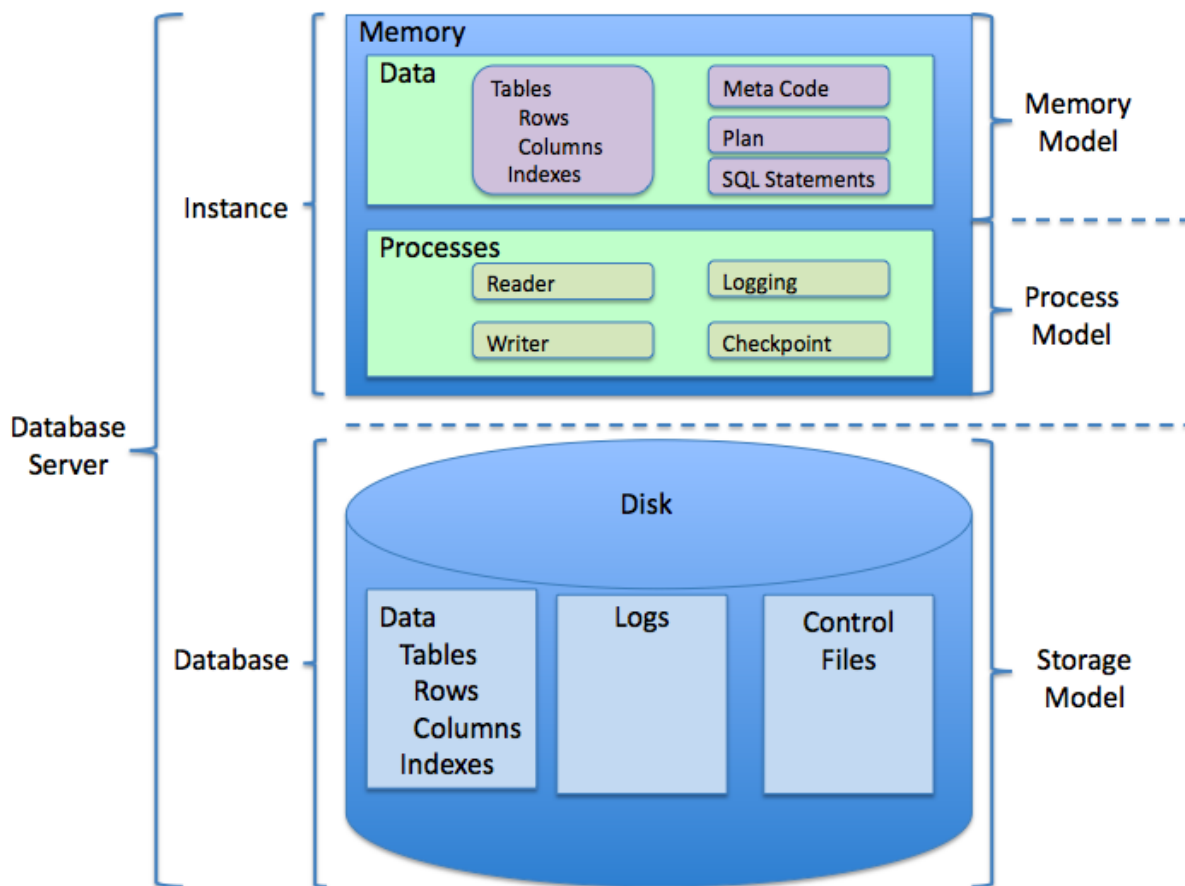 Memory
Data
Tables
Rows
Columns
Indexes
Meta Code
Plan
SQL Statements
Memory
Model
Instance
Processes
Reader
Logging
Writer
Checkpoint
Process
Model
Database
Server
Disk
Data
Tables
Rows
Columns
Indexes
Logs
Control
Files
Database
Storage
Model